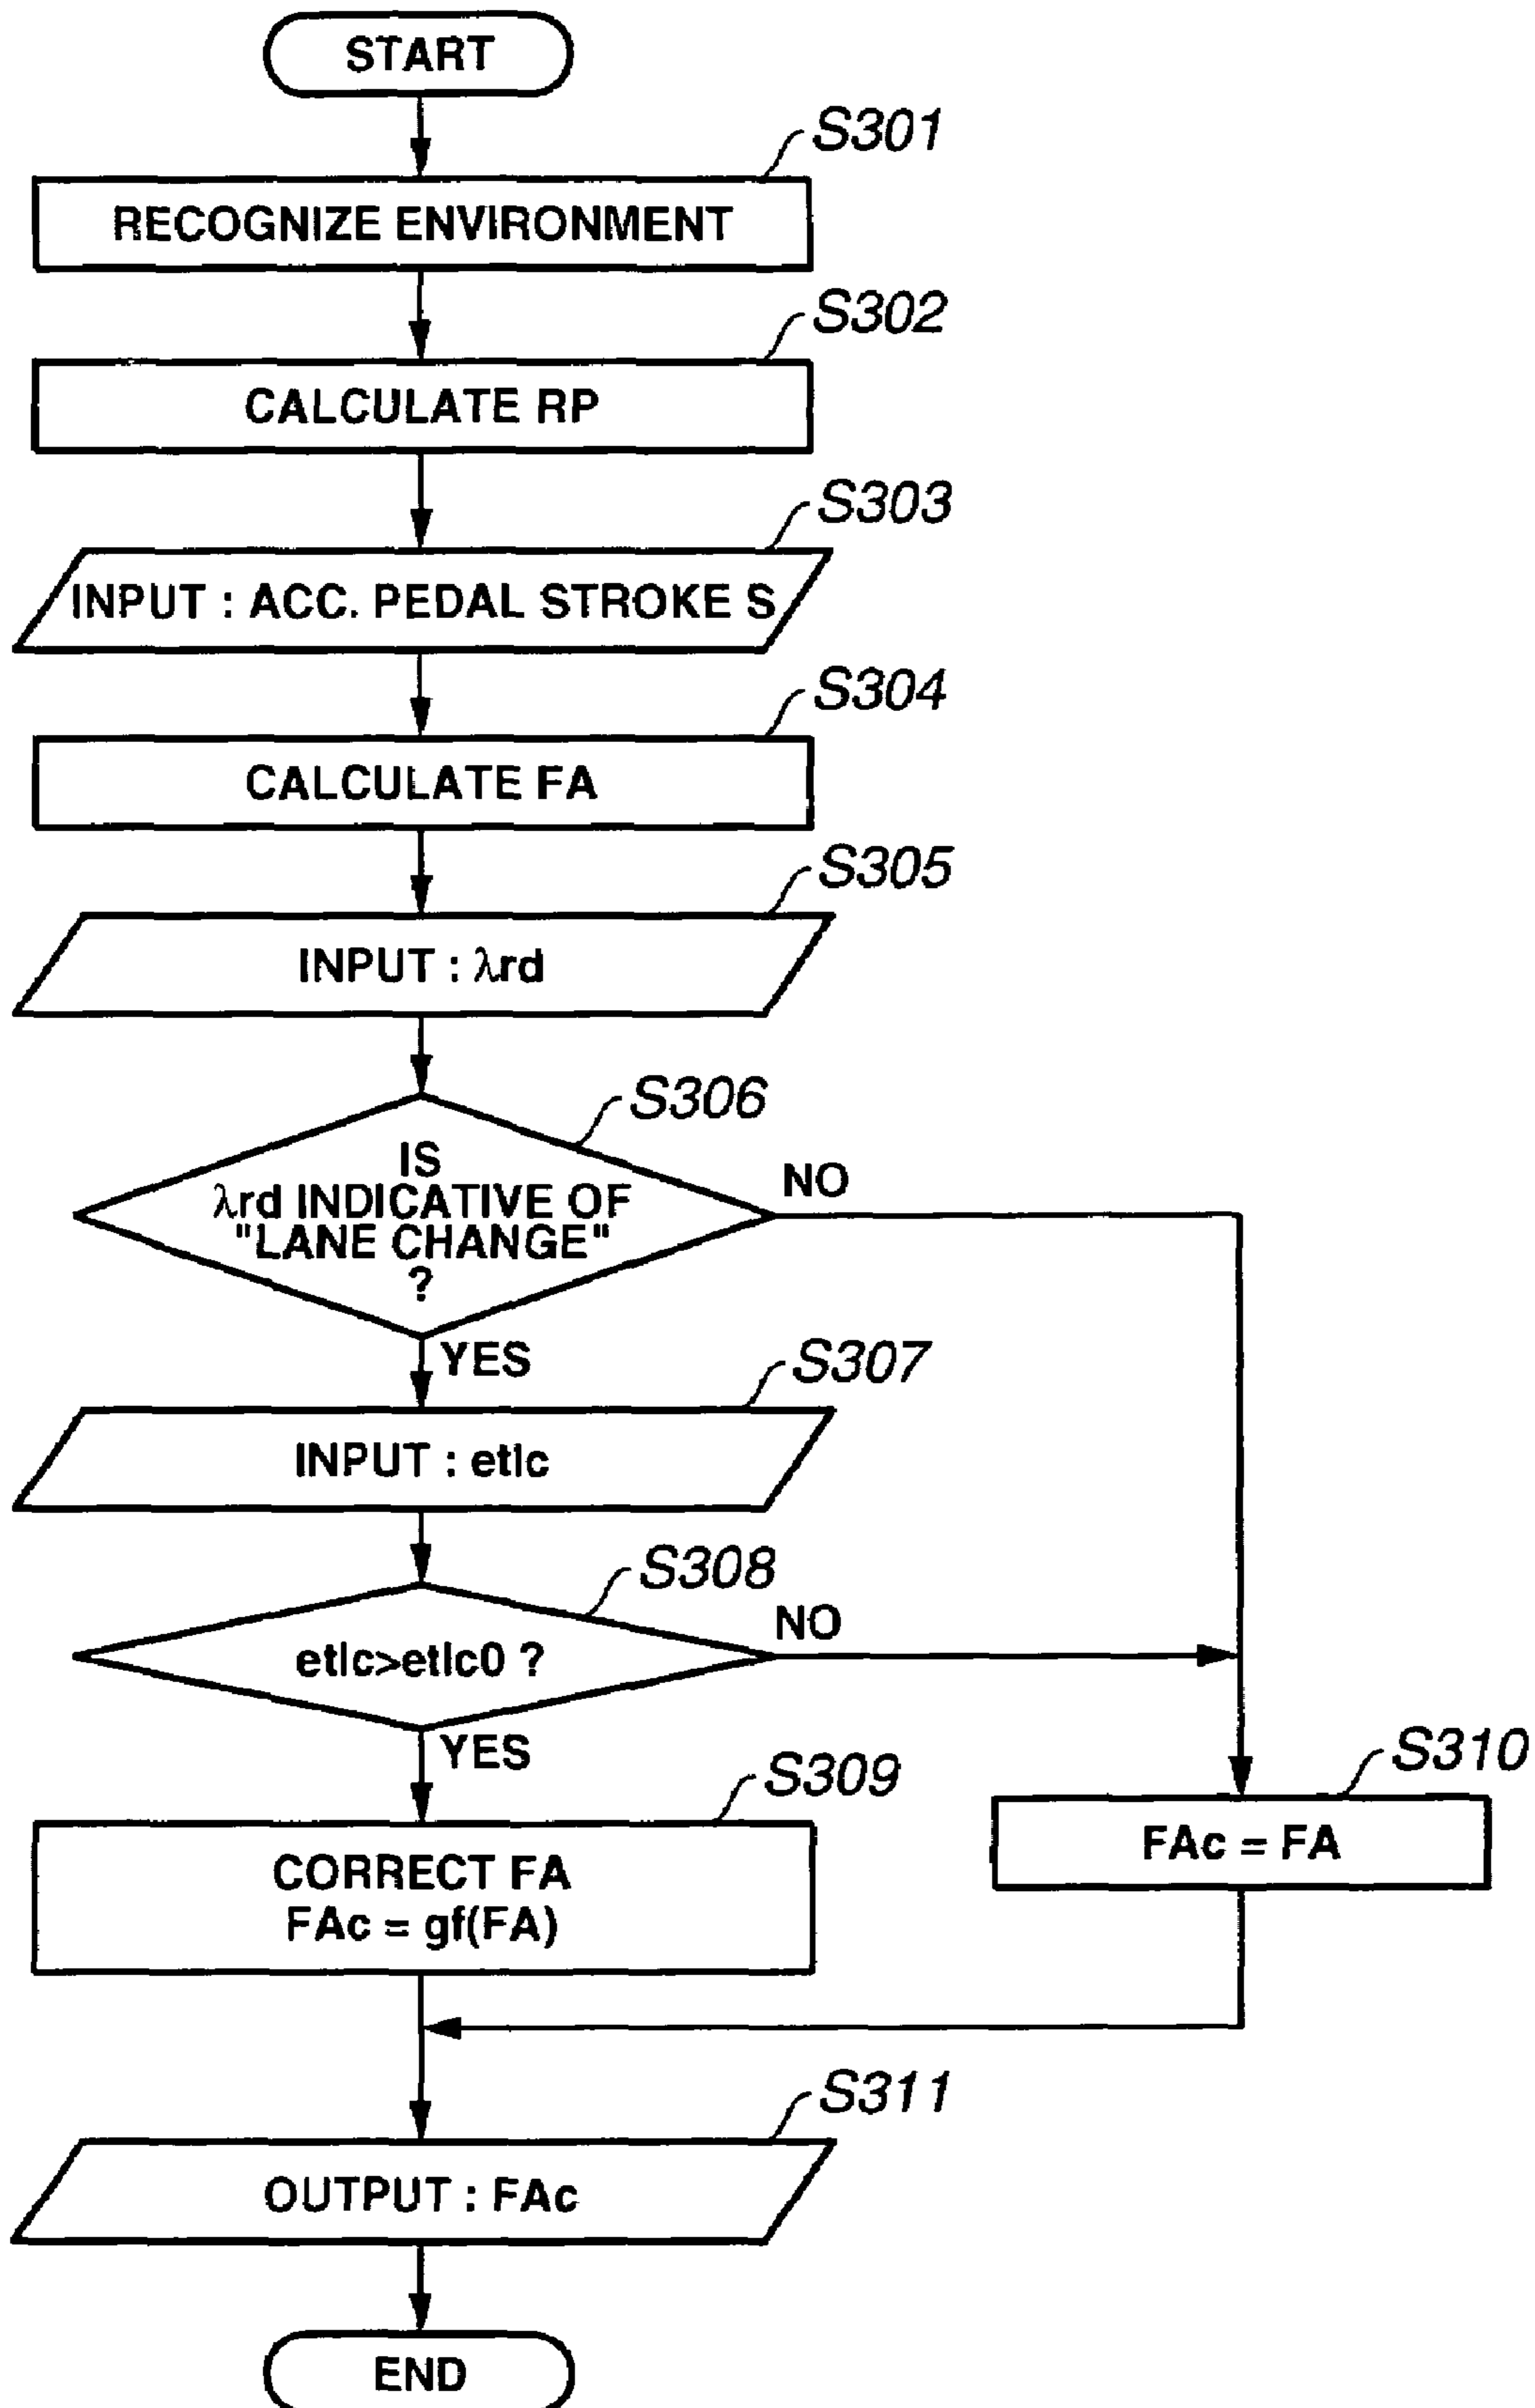 START
S301
RECOGNIZE ENVIRONMENT
S302
CALCULATE RP
S303
INPUT : ACC. PEDAL STROKE S
S304
CALCULATE FA
S305
INPUT : λrd
S306
IS
λrd INDICATIVE OF
"LANE CHANGE"
?
NO
YES
S307
INPUT : etlc
S308
etlc>etlc0 ?
NO
YES
S309
CORRECT FA
FAc = gf(FA)
S310
FAc = FA
S311
OUTPUT : FAc
END